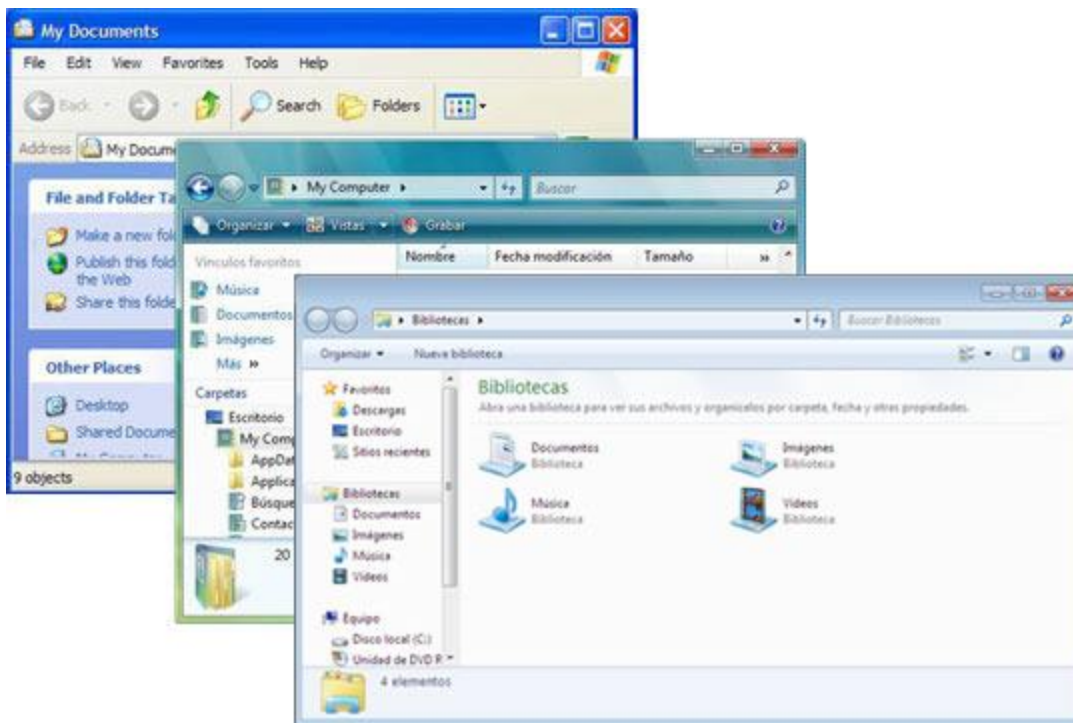 My Documents
File Edit View Favorites Tools Help
Back Search Folders
Address My Docum
File and Folder Ta
Make a new fol
Publish this fold
the Web
Share this folde
Other Places
Desktop
Shared Docume
My Computer
9 objects
My Computer
Buscar
Organizar Vistas Grabar
Vínculos favoritos
Nombre Fecha modificación Tamaño
Música
Documentos
Imágenes
Más
Carpetas
Escritorio
My Comp
AppDat
Applica
Búsque
Contac
20
Bibliotecas
Buscar Bibliotecas
Organizar Nueva biblioteca
Favoritos
Descargas
Escritorio
Sitios recientes
Bibliotecas
Documentos
Imágenes
Música
Videos
Equipo
Disco local (C:)
Unidad de DVD R
Bibliotecas
Abra una biblioteca para ver sus archivos y organícelos por carpeta, fecha y otras propiedades.
Documentos
Biblioteca
Imágenes
Biblioteca
Música
Biblioteca
Videos
Biblioteca
4 elementos